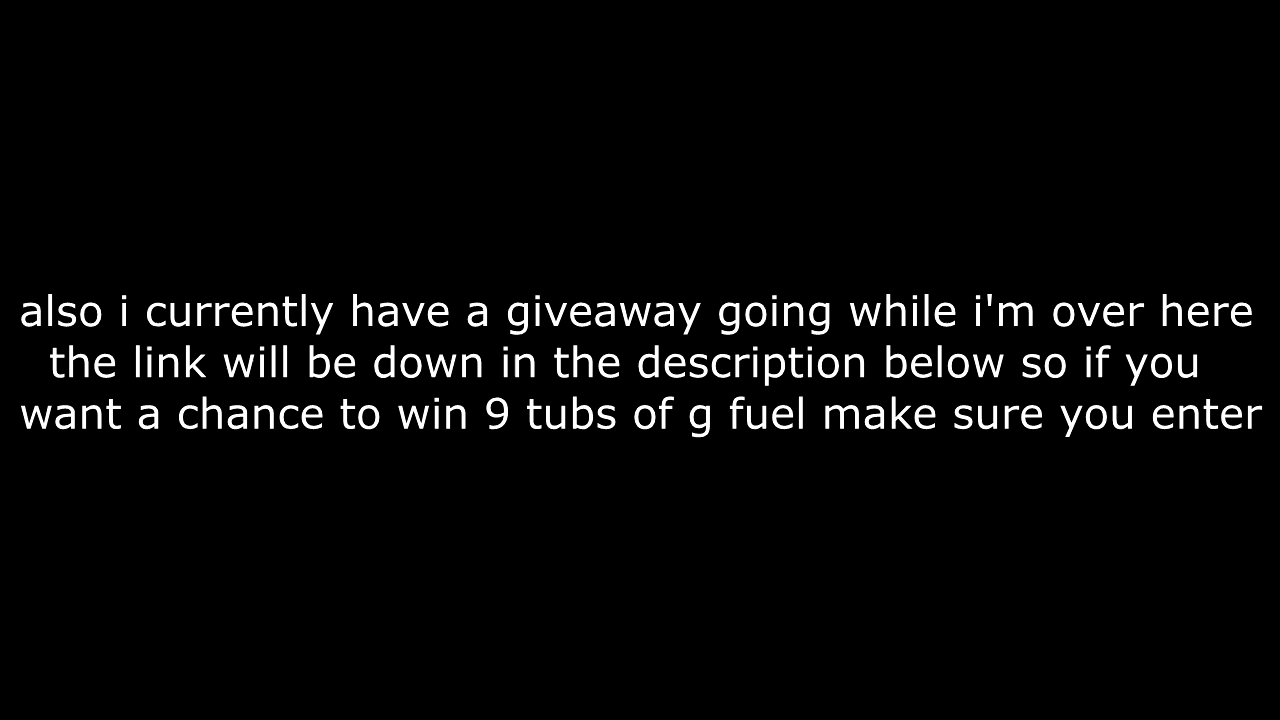 also i currently have a giveaway going while i'm over here
the link will be down in the description below so if you
want a chance to win 9 tubs of g fuel make sure you enter